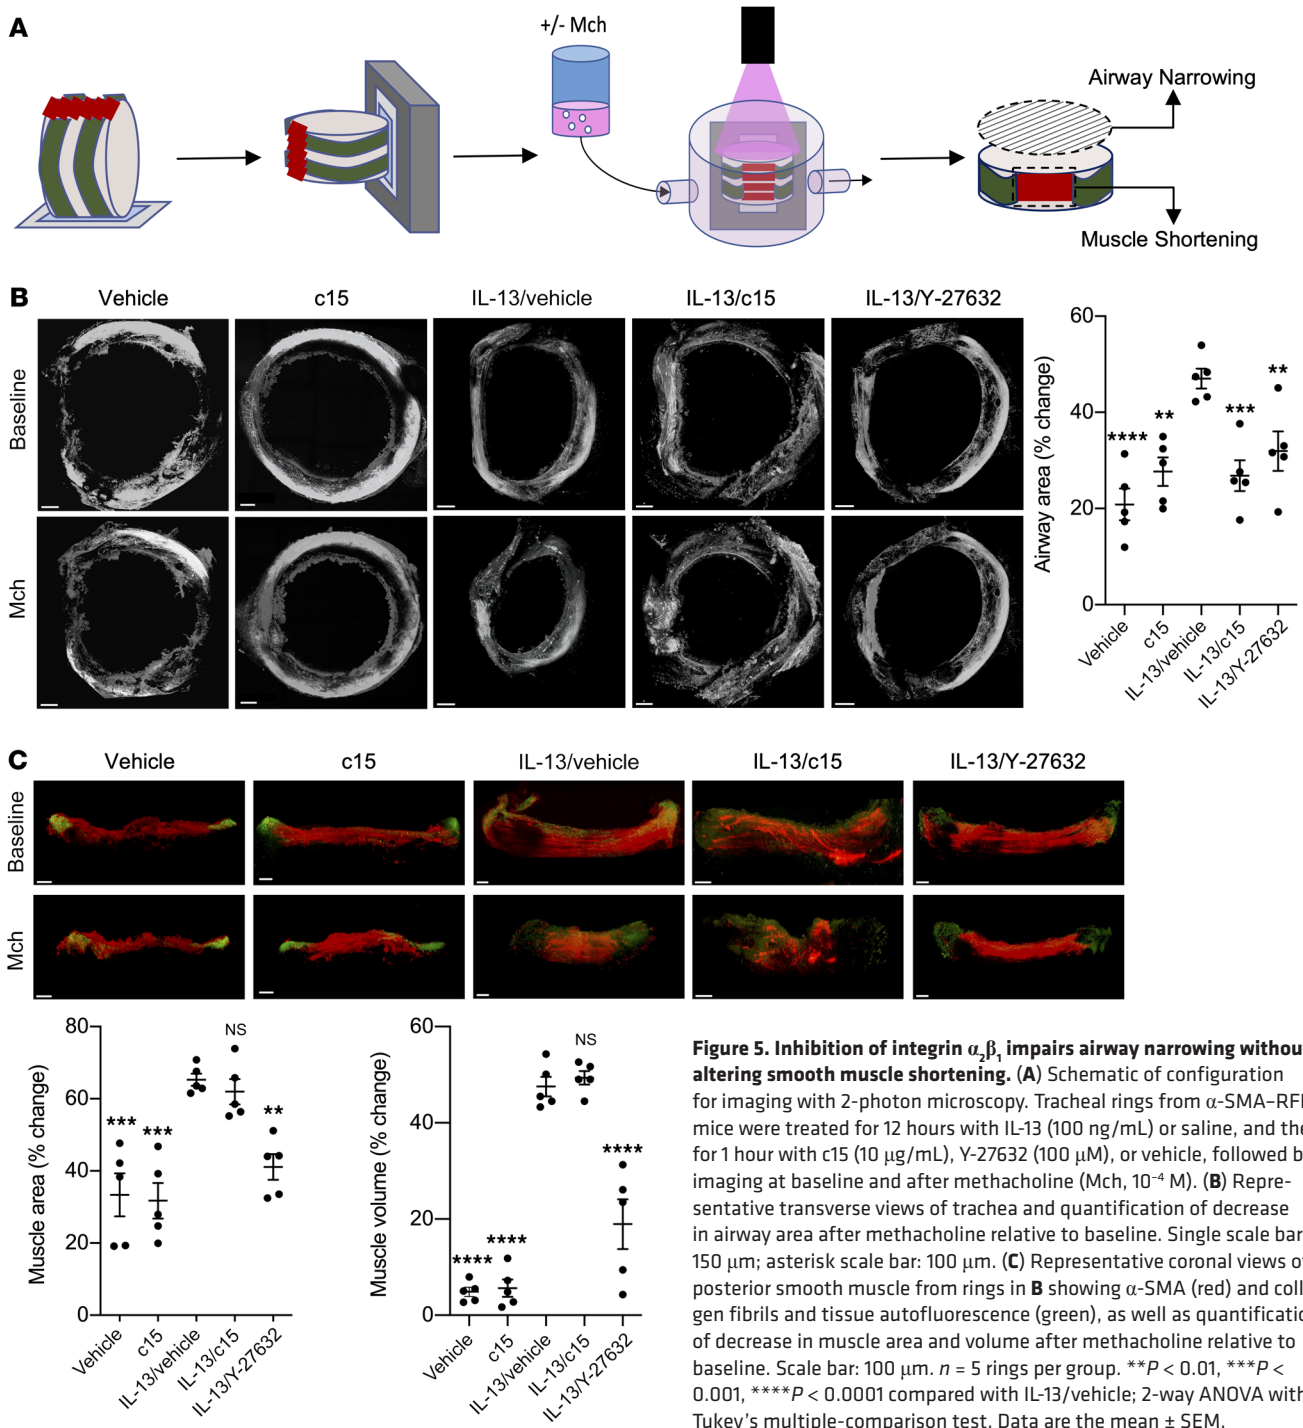 A
+/- Mch
Airway Narrowing
Muscle Shortening
B
Vehicle
c15
IL-13/vehicle
IL-13/c15
IL-13/Y-27632
Baseline
Mch
Airway area (% change)
60
40
20
0
****
**
***
**
Vehicle
c15
IL-13/vehicle
IL-13/c15
IL-13/Y-27632
C
Vehicle
c15
IL-13/vehicle
IL-13/c15
IL-13/Y-27632
Baseline
Mch
Muscle area (% change)
80
60
40
20
0
***
***
NS
**
Vehicle
c15
IL-13/vehicle
IL-13/c15
IL-13/Y-27632
Muscle volume (% change)
60
40
20
0
****
****
NS
****
Vehicle
c15
IL-13/vehicle
IL-13/c15
IL-13/Y-27632
Figure 5. Inhibition of integrin α₂β₁ impairs airway narrowing withou
altering smooth muscle shortening. (A) Schematic of configuration
for imaging with 2-photon microscopy. Tracheal rings from α-SMA–RFP
mice were treated for 12 hours with IL-13 (100 ng/mL) or saline, and the
for 1 hour with c15 (10 μg/mL), Y-27632 (100 μM), or vehicle, followed b
imaging at baseline and after methacholine (Mch, 10⁻⁴ M). (B) Repre-
sentative transverse views of trachea and quantification of decrease
in airway area after methacholine relative to baseline. Single scale bar
150 μm; asterisk scale bar: 100 μm. (C) Representative coronal views o
posterior smooth muscle from rings in B showing α-SMA (red) and coll
gen fibrils and tissue autofluorescence (green), as well as quantificatio
of decrease in muscle area and volume after methacholine relative to
baseline. Scale bar: 100 μm. n = 5 rings per group. **P < 0.01, ***P <
0.001, ****P < 0.0001 compared with IL-13/vehicle; 2-way ANOVA with
Tukey's multiple-comparison test. Data are the mean ± SEM.